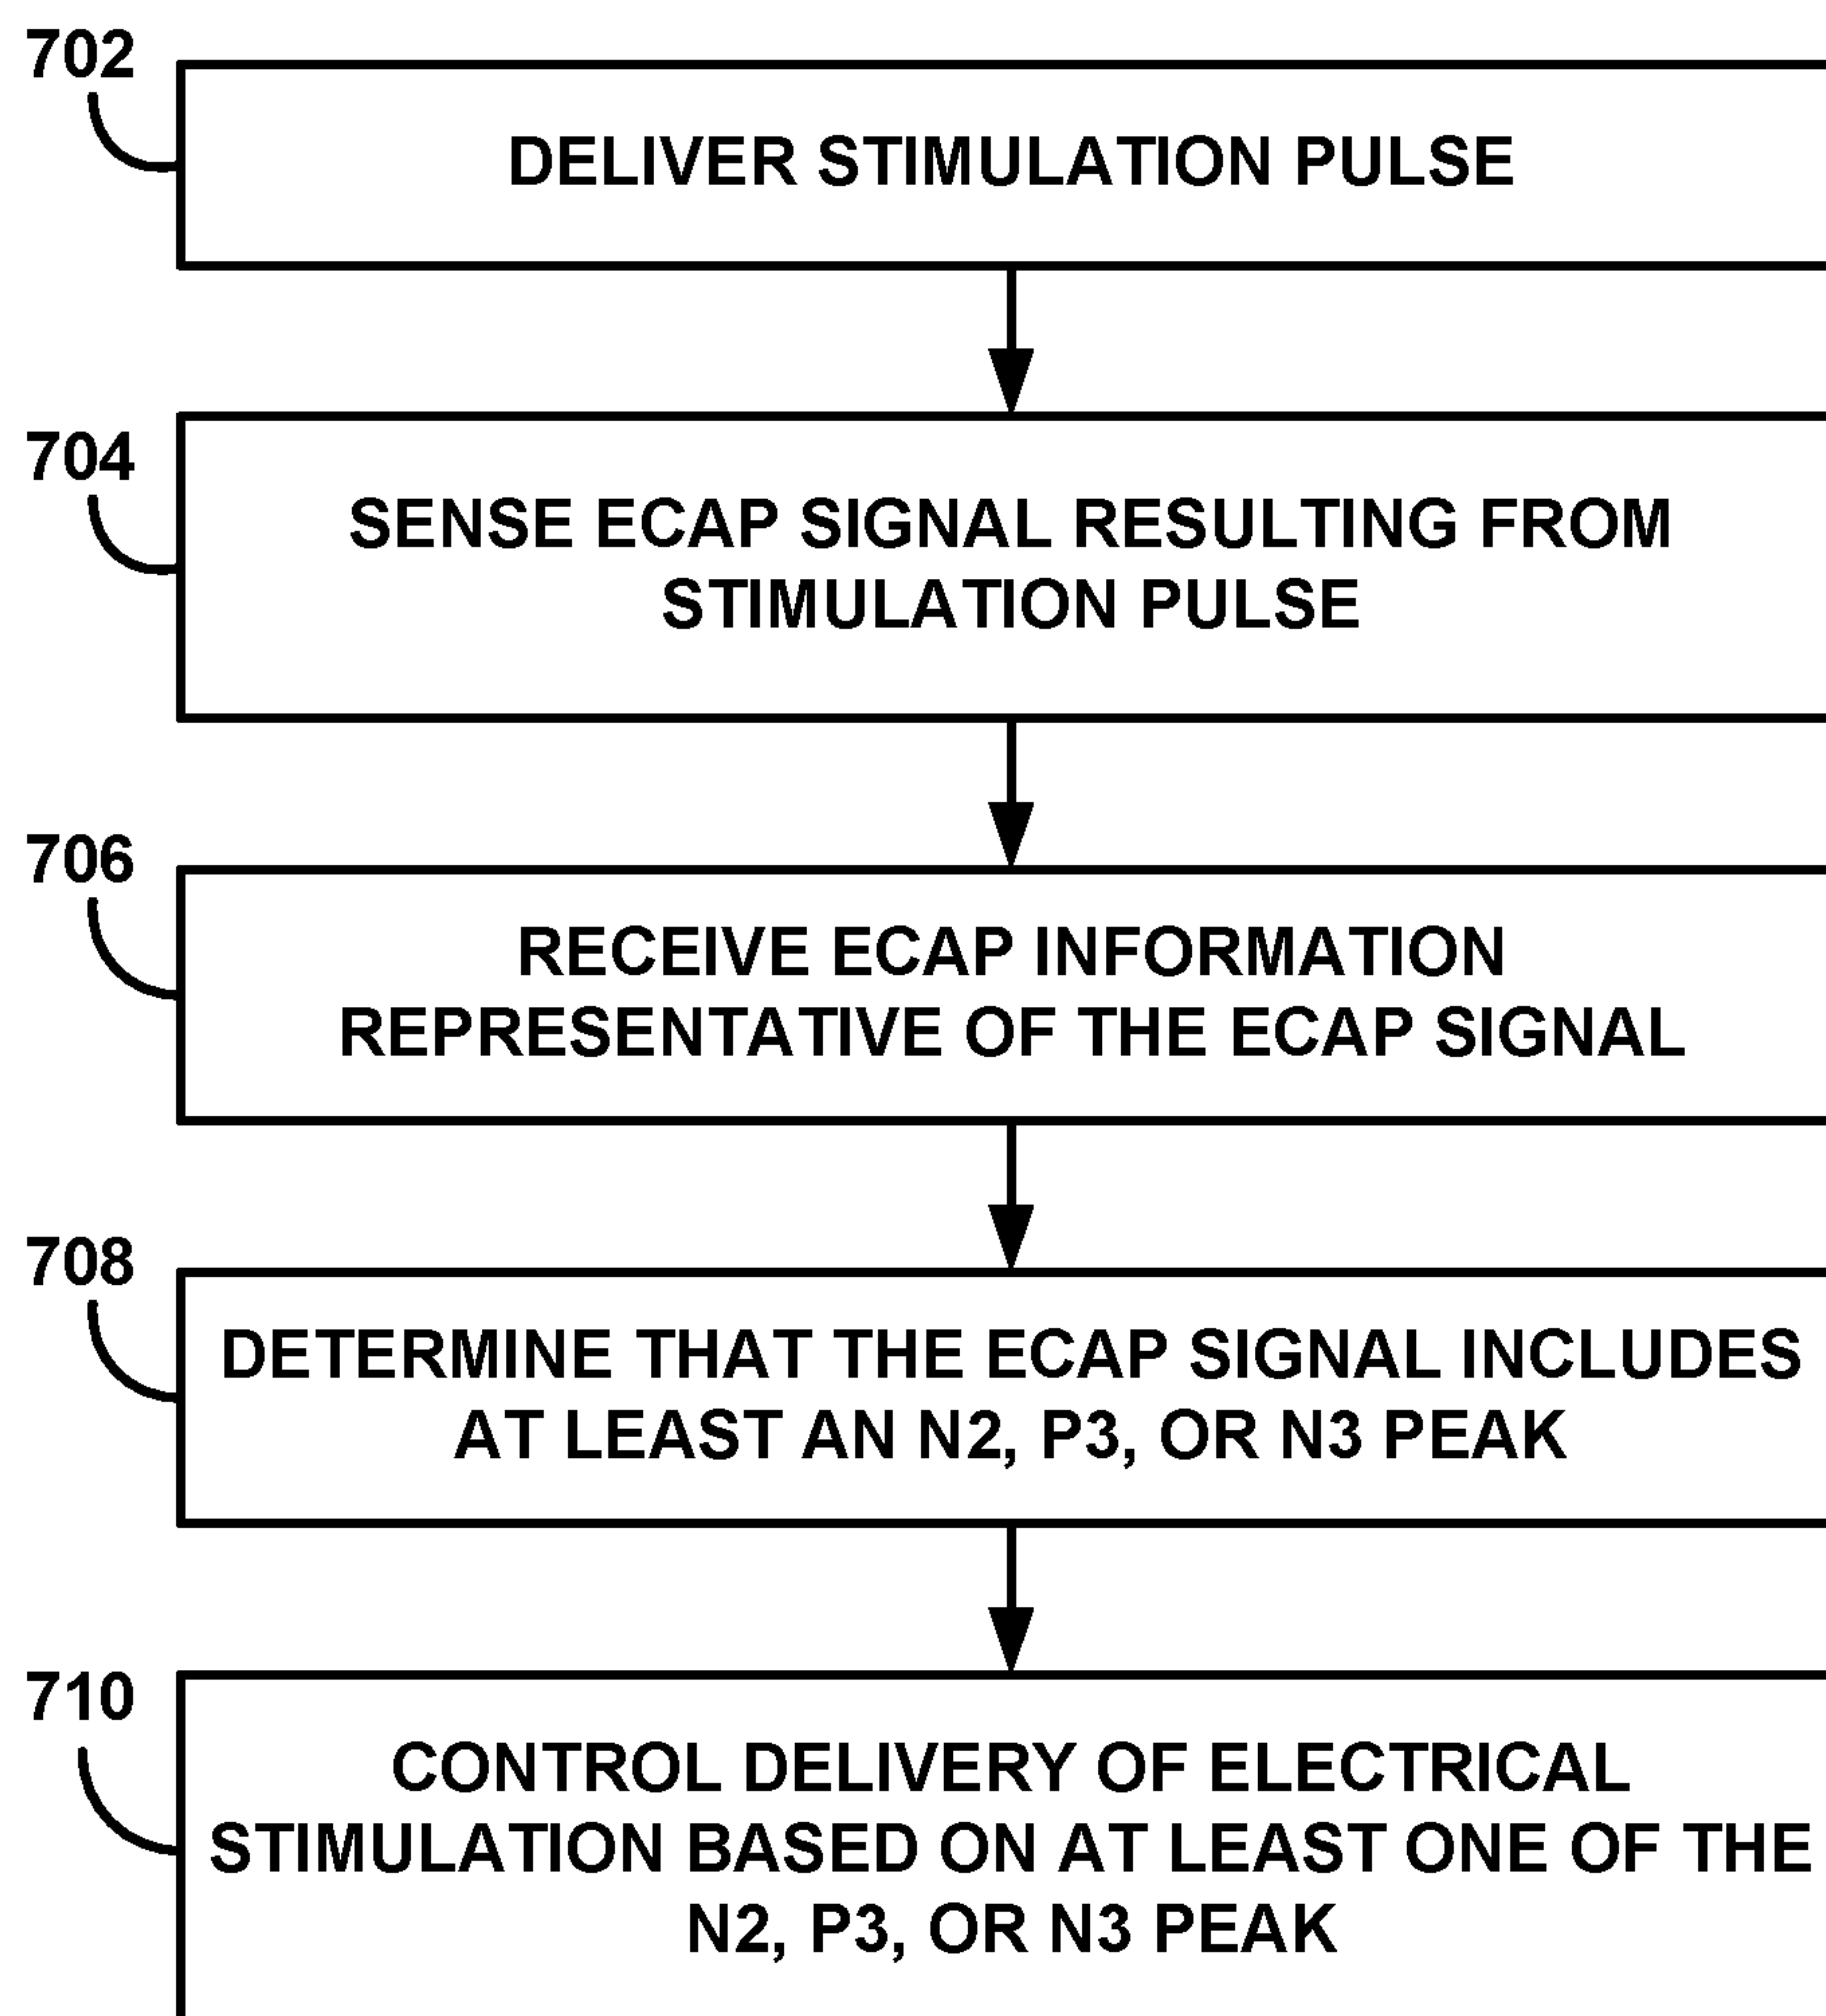 702
DELIVER STIMULATION PULSE
704
SENSE ECAP SIGNAL RESULTING FROM
STIMULATION PULSE
706
RECEIVE ECAP INFORMATION
REPRESENTATIVE OF THE ECAP SIGNAL
708
DETERMINE THAT THE ECAP SIGNAL INCLUDES
AT LEAST AN N2, P3, OR N3 PEAK
710
CONTROL DELIVERY OF ELECTRICAL
STIMULATION BASED ON AT LEAST ONE OF THE
N2, P3, OR N3 PEAK